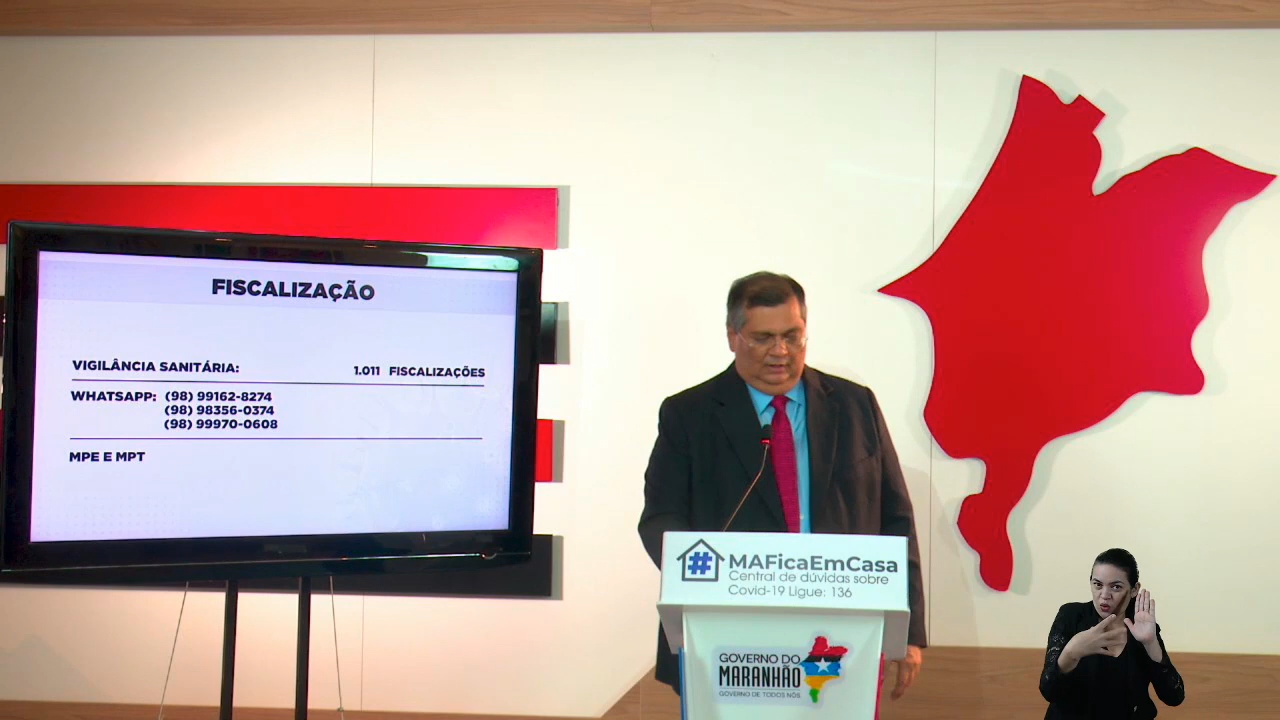 FISCALIZAÇÃO
VIGILÂNCIA SANITÁRIA: 1.011 FISCALIZAÇÕES
WHATSAPP: (98) 99162-8274
(98) 98356-0374
(98) 99970-0608
MPE E MPT
# MAFicaEmCasa
Central de dúvidas sobre
Covid-19 Ligue: 136
GOVERNO DO
MARANHÃO
GOVERNO DE TODOS NÓS